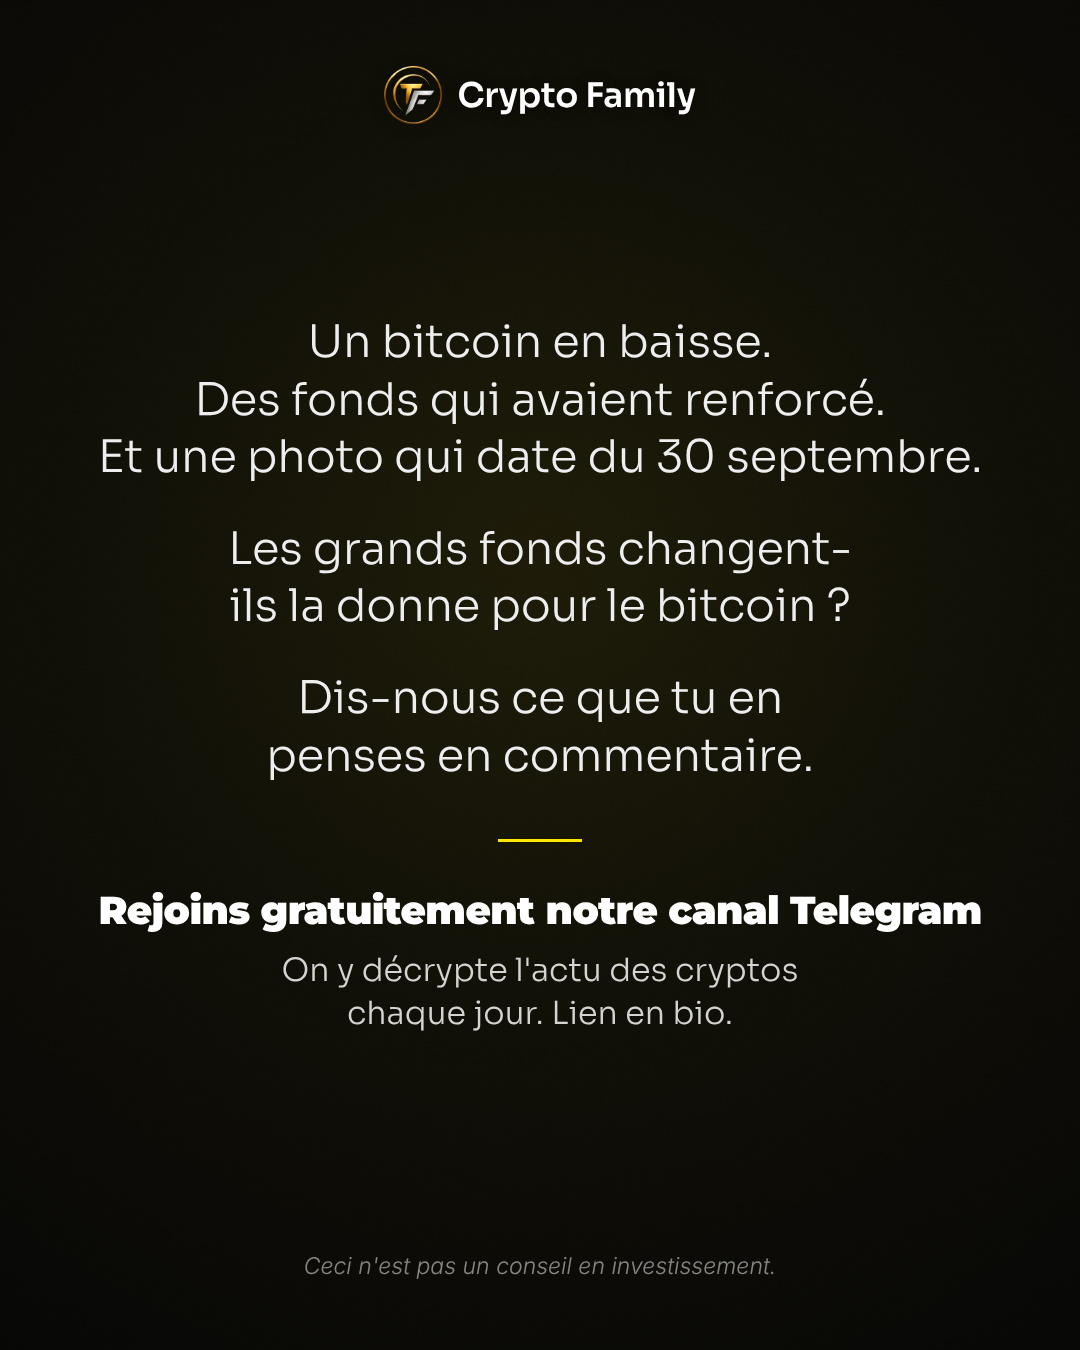 TF Crypto Family
Un bitcoin en baisse.
Des fonds qui avaient renforcé.
Et une photo qui date du 30 septembre.
Les grands fonds changent-
ils la donne pour le bitcoin ?
Dis-nous ce que tu en
penses en commentaire.
Rejoins gratuitement notre canal Telegram
On y décrypte l'actu des cryptos
chaque jour. Lien en bio.
Ceci n'est pas un conseil en investissement.